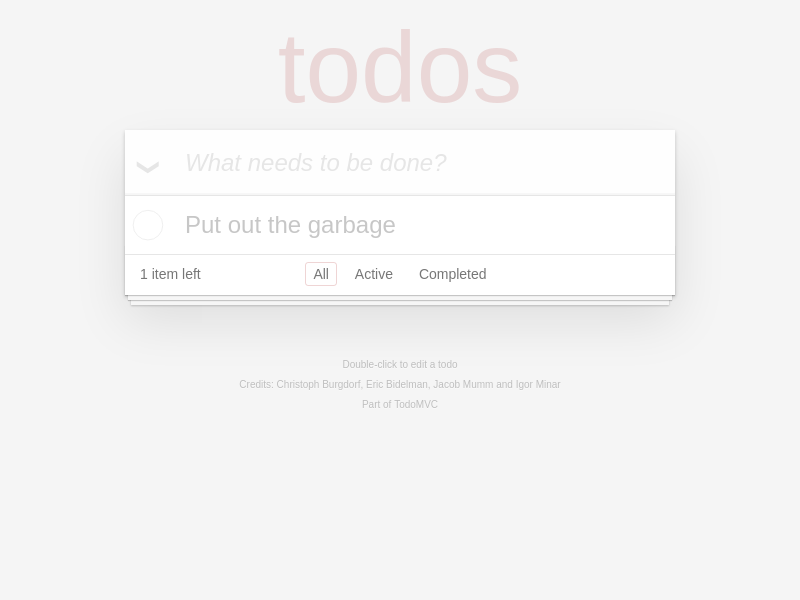 todos
What needs to be done?
Put out the garbage
1 item left All Active Completed
Double-click to edit a todo
Credits: Christoph Burgdorf, Eric Bidelman, Jacob Mumm and Igor Minar
Part of TodoMVC